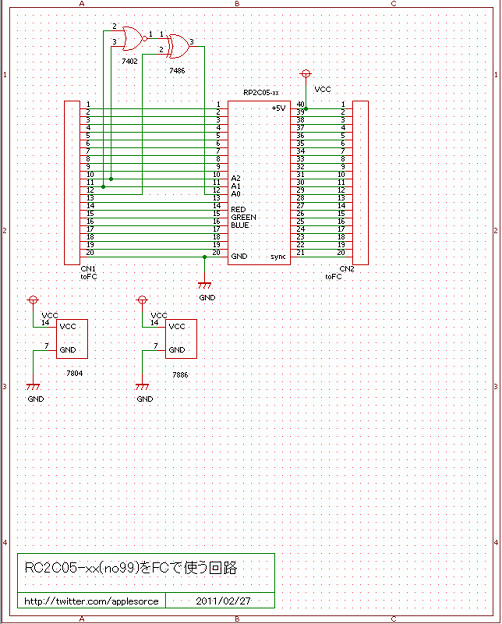 A B C
2 1 1 3
3 2
7402 7486
1 1
RP2C05-xx VCC
+5V
1 1 40 1
2 2 39 2
3 3 38 3
4 4 37 4
5 5 36 5
6 6 35 6
7 7 34 7
8 8 33 8
9 9 32 9
10 10 A2 31 10
11 11 A1 30 11
12 12 A0 29 12
13 13 28 13
14 14 RED 27 14
15 15 GREEN 26 15
16 16 BLUE 25 16
17 17 24 17
18 18 23 18
19 19 22 19
20 20 GND sync 21 20
2 2
CN1 CN2
toFC toFC
GND
VCC VCC
14 VCC 14 VCC
7 GND 7 GND
7804 7886
3 3
GND GND
4 4
RC2C05-xx(no99)をFCで使う回路
http://twitter.com/applesorce 2011/02/27
A B C